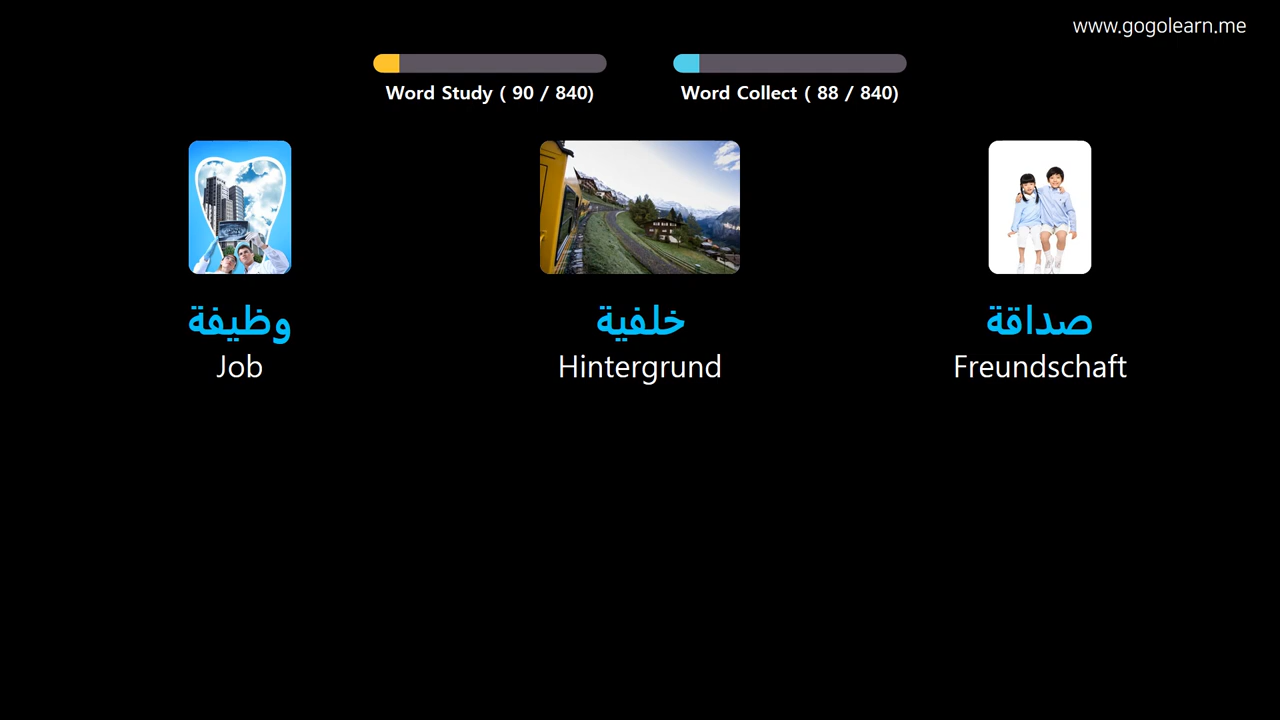 www.gogolearn.me
Word Study ( 90 / 840)
Word Collect ( 88 / 840)
وظيفة
Job
خلفية
Hintergrund
صداقة
Freundschaft